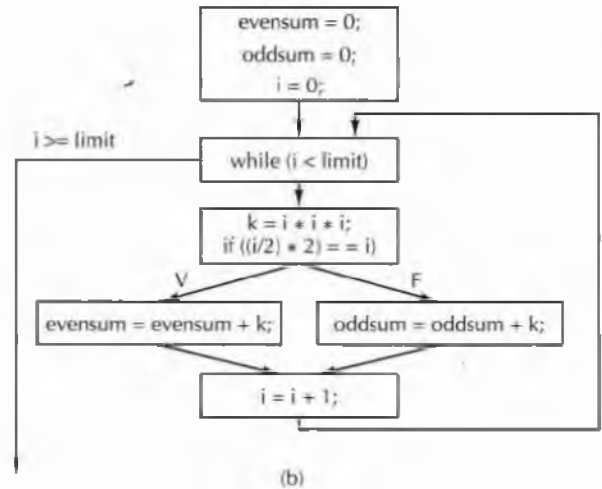 evensum = 0;
oddsum = 0;
i = 0;
i >= limit
while (i < limit)
k = i * i * i;
if ((i/2) * 2) = = i)
V
F
evensum = evensum + k;
oddsum = oddsum + k;
i = i + 1;
(b)